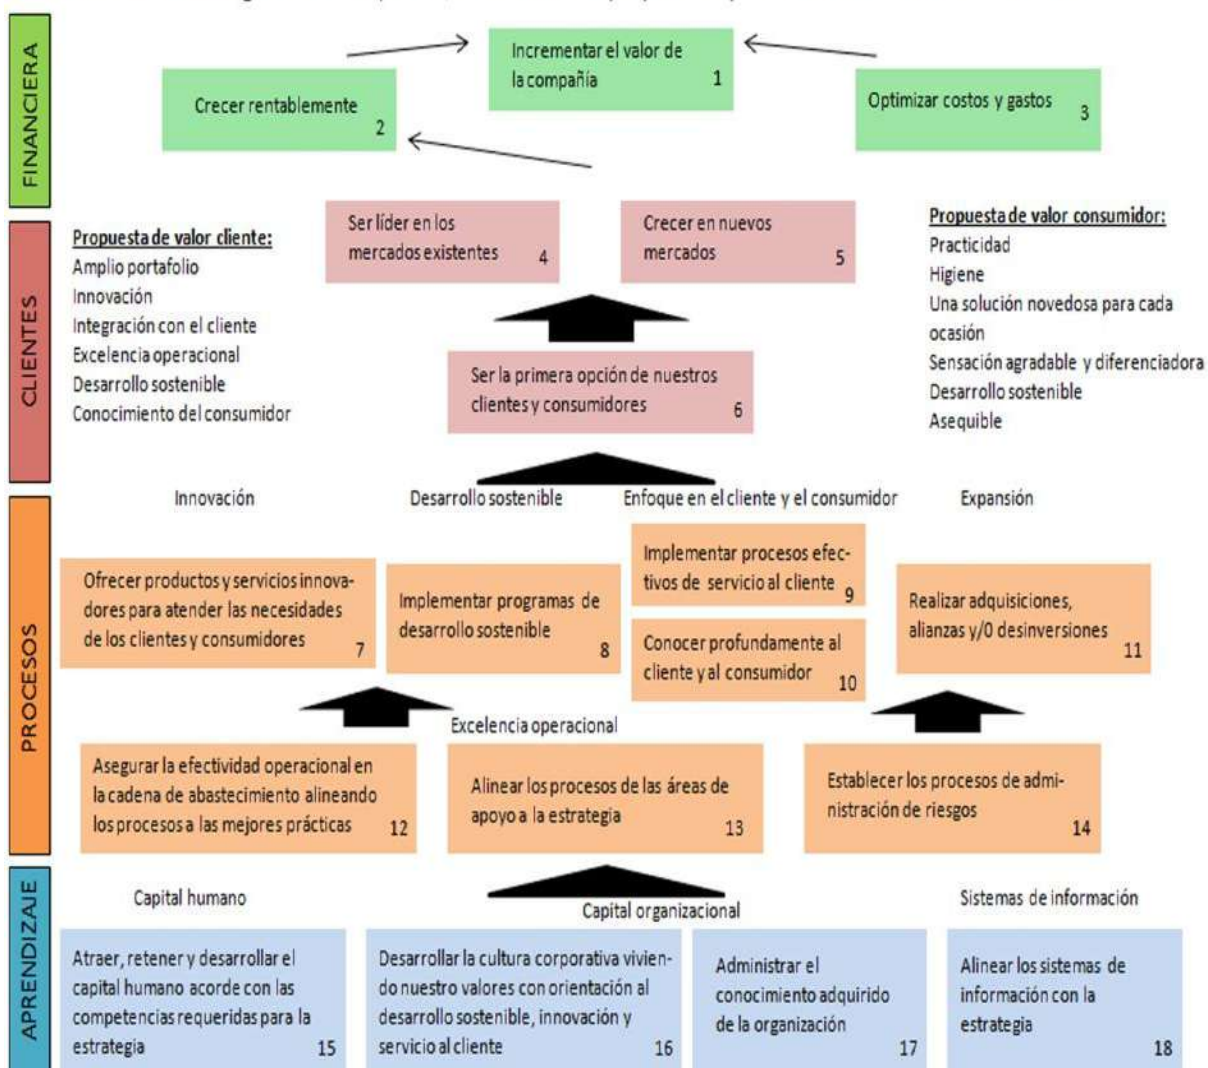 FINANCIERA
Incrementar el valor de
la compañía
1
Crecer rentablemente
2
Optimizar costos y gastos
3
CLIENTES
Propuesta de valor cliente:
Amplio portafolio
Innovación
Integración con el cliente
Excelencia operacional
Desarrollo sostenible
Conocimiento del consumidor
Ser líder en los
mercados existentes
4
Crecer en nuevos
mercados
5
Propuesta de valor consumidor:
Practicidad
Higiene
Una solución novedosa para cada
ocasión
Sensación agradable y diferenciadora
Desarrollo sostenible
Asequible
Ser la primera opción de nuestros
clientes y consumidores
6
PROCESOS
Innovación
Desarrollo sostenible
Enfoque en el cliente y el consumidor
Expansión
Ofrecer productos y servicios innova-
dores para atender las necesidades
de los clientes y consumidores
7
Implementar programas de
desarrollo sostenible
8
Implementar procesos efec-
tivos de servicio al cliente
9
Conocer profundamente al
cliente y al consumidor
10
Realizar adquisiciones,
alianzas y/0 desinversiones
11
Excelencia operacional
Asegurar la efectividad operacional en
la cadena de abastecimiento alineando
los procesos a las mejores prácticas
12
Alinear los procesos de las áreas de
apoyo a la estrategia
13
Establecer los procesos de admi-
nistración de riesgos
14
APRENDIZAJE
Capital humano
Capital organizacional
Sistemas de información
Atraer, retener y desarrollar el
capital humano acorde con las
competencias requeridas para la
estrategia
15
Desarrollar la cultura corporativa vivien-
do nuestro valores con orientación al
desarrollo sostenible, innovación y
servicio al cliente
16
Administrar el
conocimiento adquirido
de la organización
17
Alinear los sistemas de
información con la
estrategia
18